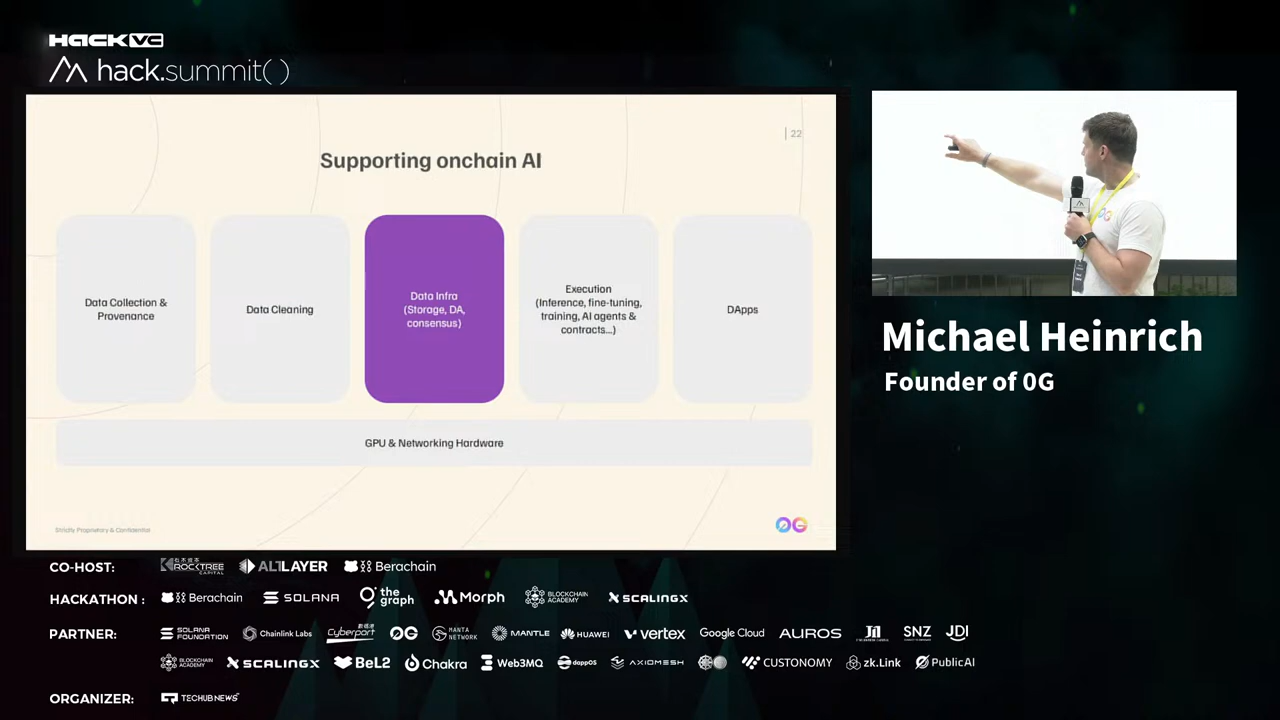 HACK VC
hack.summit()
| 22
Supporting onchain AI
Data Collection &
Provenance
Data Cleaning
Data Infra
(Storage, DA,
consensus)
Execution
(Inference, fine-tuning,
training, AI agents &
contracts...)
DApps
GPU & Networking Hardware
Strictly Proprietary & Confidential
0G
Michael Heinrich
Founder of 0G
CO-HOST: ROCKTREE CAPITAL ALTLAYER Berachain
HACKATHON : Berachain SOLANA the graph Morph BLOCKCHAIN ACADEMY SCALINGX
PARTNER: SOLANA FOUNDATION Chainlink Labs Cyberport 數碼港 0G MANTA NETWORK MANTLE HUAWEI vertex Google Cloud AUROS SNZ JDI
BLOCKCHAIN ACADEMY SCALINGX BeL2 Chakra Web3MQ dappOS AXIOMESH CUSTONOMY zk.Link PublicAI
ORGANIZER: TECHUB NEWS